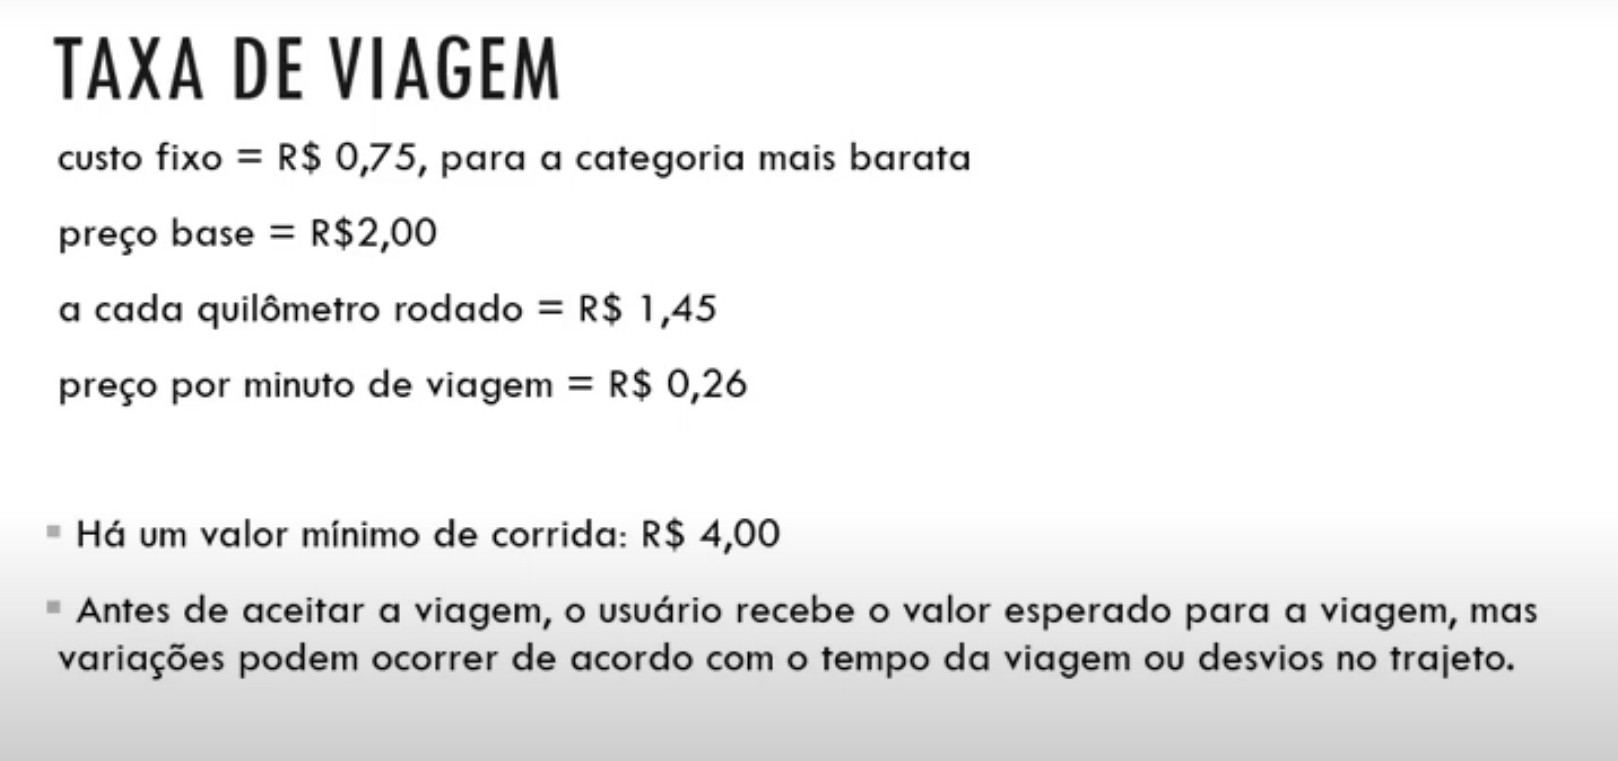 TAXA DE VIAGEM
custo fixo = R$ 0,75, para a categoria mais barata
preço base = R$2,00
a cada quilômetro rodado = R$ 1,45
preço por minuto de viagem = R$ 0,26
▪ Há um valor mínimo de corrida: R$ 4,00
▪ Antes de aceitar a viagem, o usuário recebe o valor esperado para a viagem, mas
variações podem ocorrer de acordo com o tempo da viagem ou desvios no trajeto.